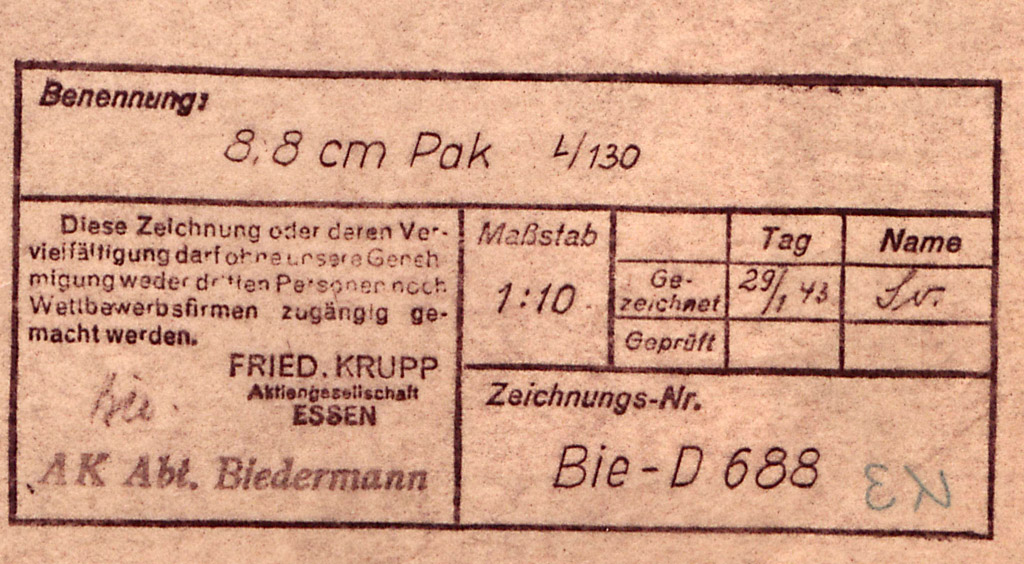 Benennung:
8,8 cm Pak L/130
Diese Zeichnung oder deren Ver-
vielfältigung darf ohne unsere Geneh
migung weder dritten Personen noch
Wettbewerbsfirmen zugängig ge-
macht werden.
FRIED. KRUPP
Aktiengesellschaft
ESSEN
AK Abt. Biedermann
Maßstab
1:10
Tag Name
Ge-
zeichnet 29/1 43
Geprüft
Zeichnungs-Nr.
Bie-D 688